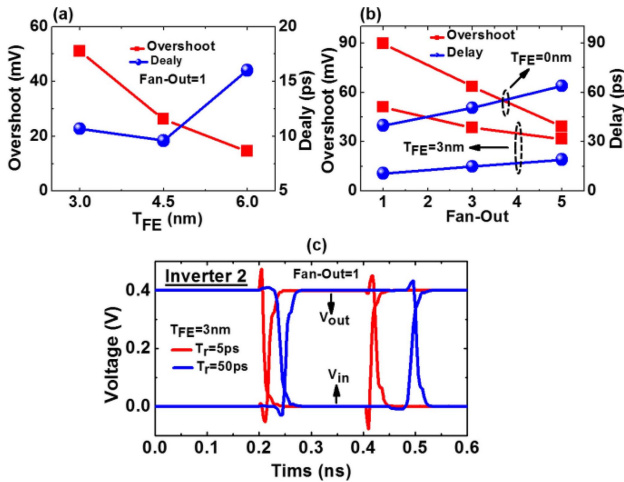 (a)
Overshoot (mV)
60
40
20
0
Overshoot
Dealy
Fan-Out=1
20
15
10
5
Dealy (ps)
3.0 4.5 6.0
T_FE (nm)
(b)
Overshoot (mV)
90
60
30
0
Overshoot
Delay
T_FE=0nm
T_FE=3nm
90
60
30
0
Delay (ps)
1 2 3 4 5
Fan-Out
(c)
Inverter 2
Fan-Out=1
Voltage (V)
0.4
0.2
0.0
T_FE=3nm
T_r=5ps
T_r=50ps
V_out
V_in
0.0 0.1 0.2 0.3 0.4 0.5 0.6
Tims (ns)